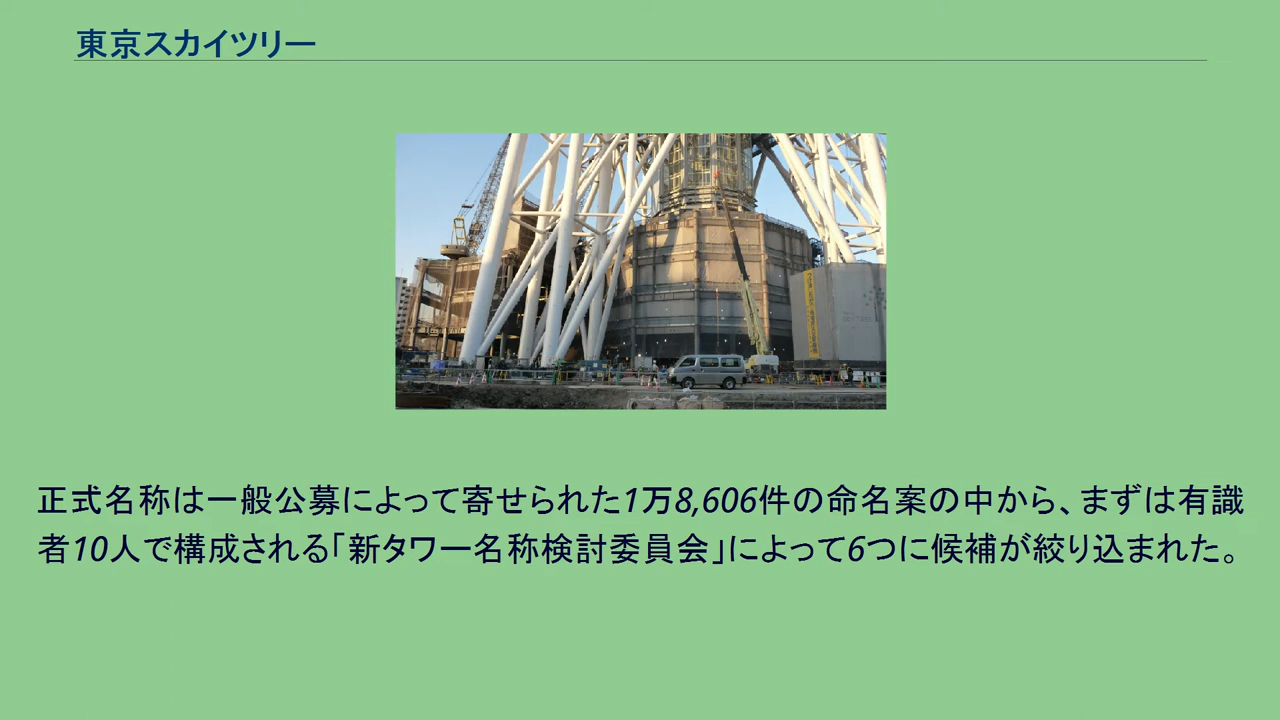 東京スカイツリー
正式名称は一般公募によって寄せられた1万8,606件の命名案の中から、まずは有識
者10人で構成される「新タワー名称検討委員会」によって6つに候補が絞り込まれた。